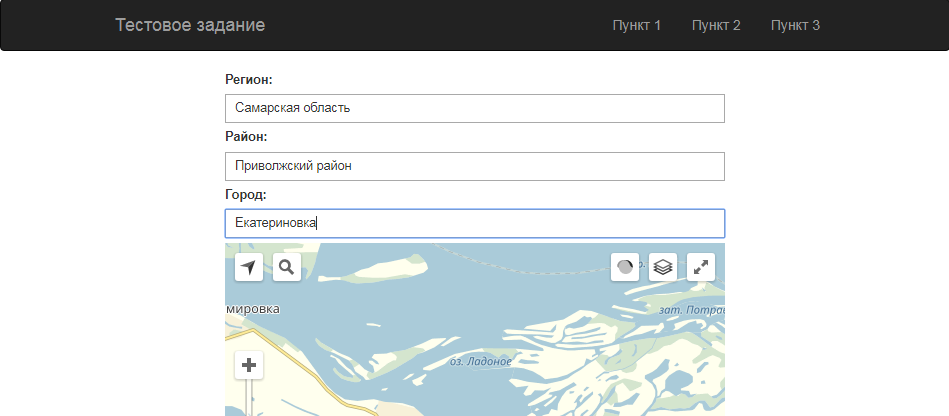 Тестовое задание Пункт 1 Пункт 2 Пункт 3
Регион:
Самарская область
Район:
Приволжский район
Город:
Екатериновка
зат. Потрав
мировка
оз. Ладоное